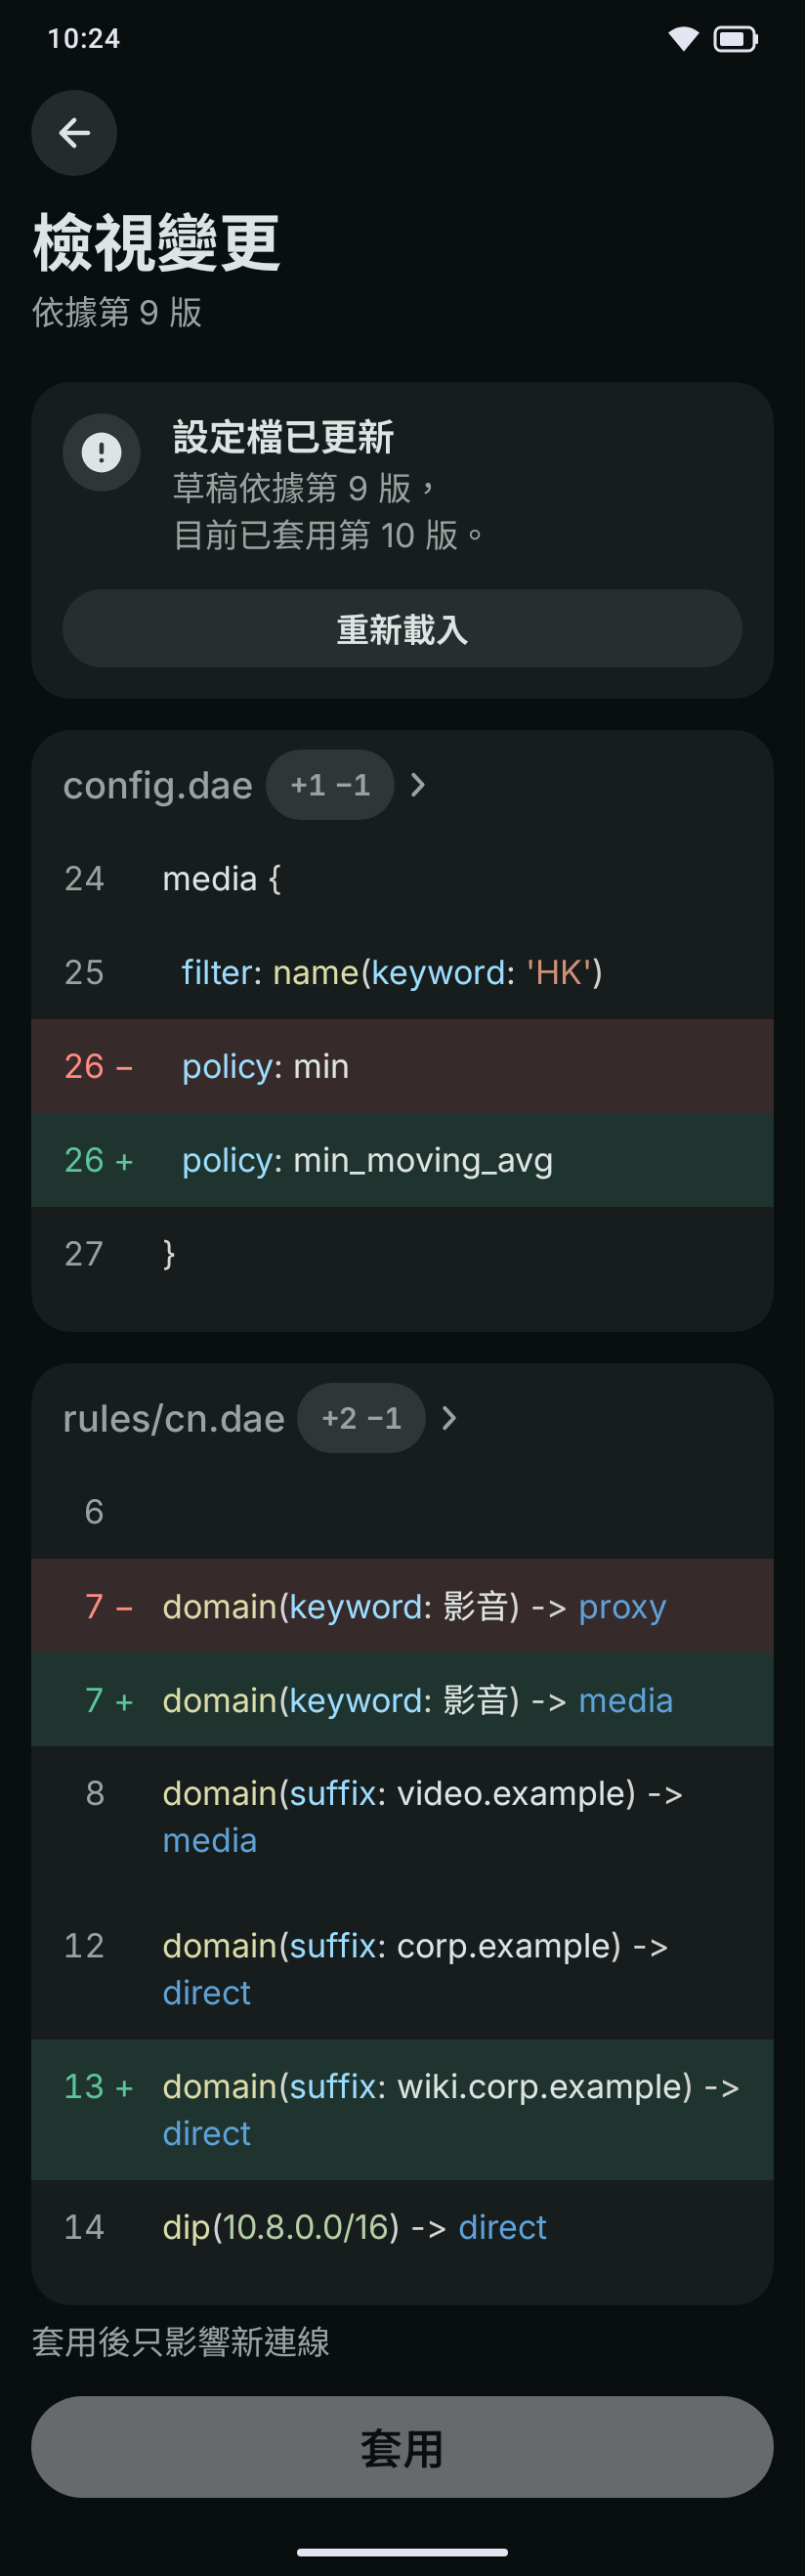 10:24
檢視變更
依據第 9 版
設定檔已更新
草稿依據第 9 版，
目前已套用第 10 版。
重新載入
config.dae +1 −1
24 media {
25 filter: name(keyword: 'HK')
26 − policy: min
26 + policy: min_moving_avg
27 }
rules/cn.dae +2 −1
6
7 − domain(keyword: 影音) -> proxy
7 + domain(keyword: 影音) -> media
8 domain(suffix: video.example) ->
media
12 domain(suffix: corp.example) ->
direct
13 + domain(suffix: wiki.corp.example) ->
direct
14 dip(10.8.0.0/16) -> direct
套用後只影響新連線
套用